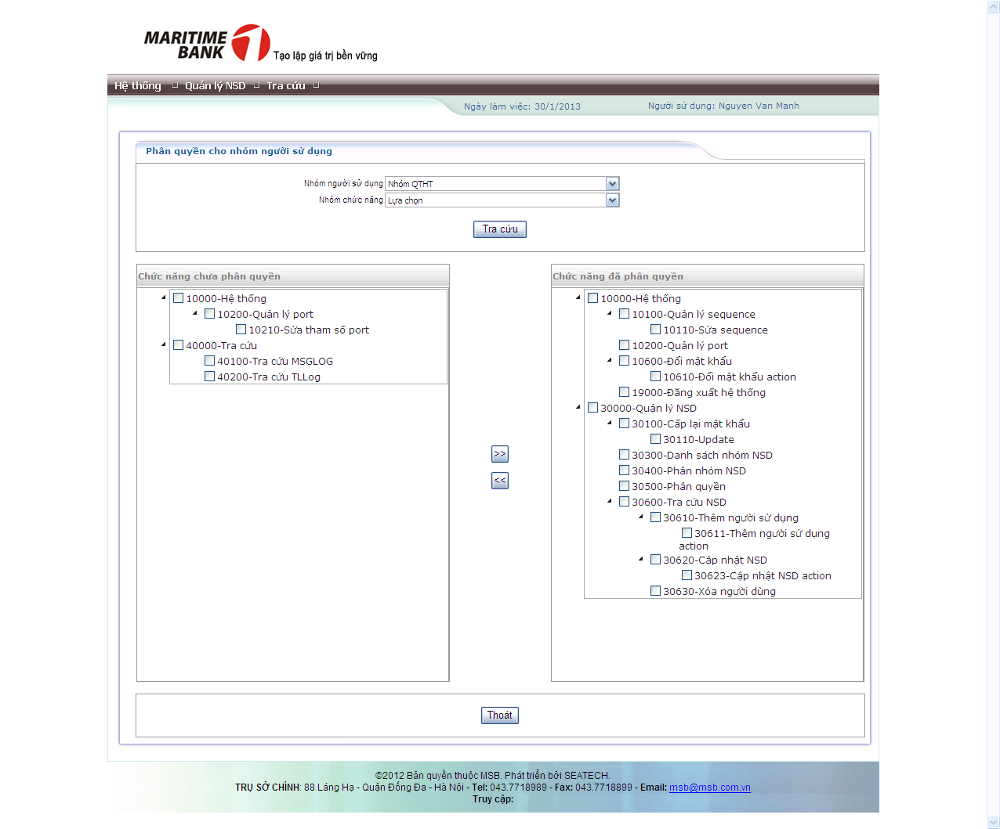 MARITIME
BANK
Tạo lập giá trị bền vững
Hệ thống Quản lý NSD Tra cứu
Ngày làm việc: 30/1/2013 Người sử dụng: Nguyen Van Manh
Phân quyền cho nhóm người sử dụng
Nhóm người sử dụng Nhóm QTHT
Nhóm chức năng Lựa chọn
Tra cứu
Chức năng chưa phân quyền
10000-Hệ thống
10200-Quản lý port
10210-Sửa tham số port
40000-Tra cứu
40100-Tra cứu MSGLOG
40200-Tra cứu TLLog
>>
<<
Chức năng đã phân quyền
10000-Hệ thống
10100-Quản lý sequence
10110-Sửa sequence
10200-Quản lý port
10600-Đổi mật khẩu
10610-Đổi mật khẩu action
19000-Đăng xuất hệ thống
30000-Quản lý NSD
30100-Cấp lại mật khẩu
30110-Update
30300-Danh sách nhóm NSD
30400-Phân nhóm NSD
30500-Phân quyền
30600-Tra cứu NSD
30610-Thêm người sử dụng
30611-Thêm người sử dụng
action
30620-Cập nhật NSD
30623-Cập nhật NSD action
30630-Xóa người dùng
Thoát
©2012 Bản quyền thuộc MSB. Phát triển bởi SEATECH.
TRỤ SỞ CHÍNH: 88 Láng Hạ - Quận Đống Đa - Hà Nội - Tel: 043.7718989 - Fax: 043.7718899 - Email: msb@msb.com.vn
Truy cập: